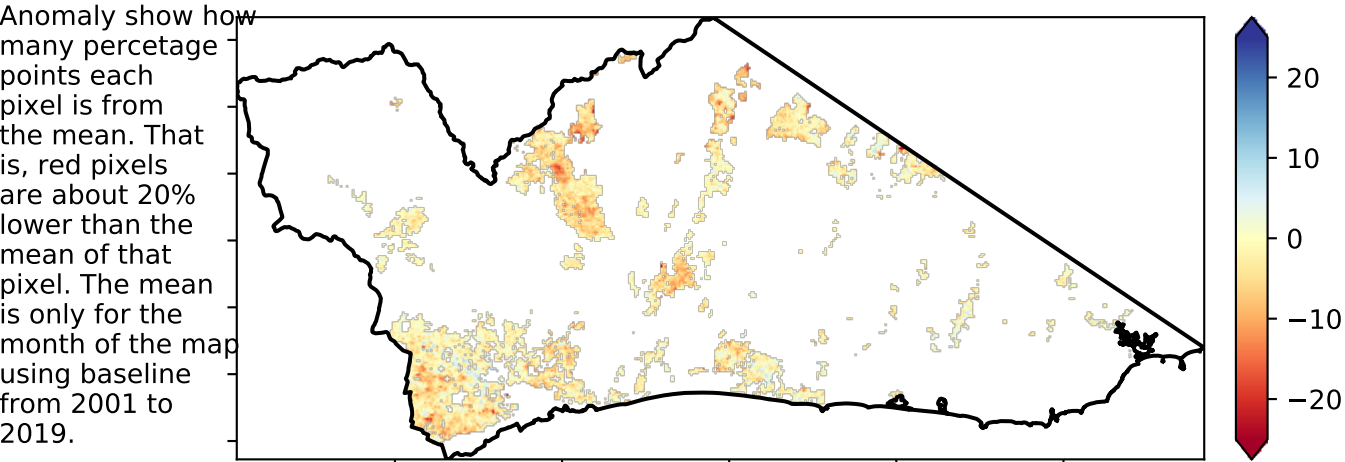 Anomaly show how
many percetage
points each
pixel is from
the mean. That
is, red pixels
are about 20%
lower than the
mean of that
pixel. The mean
is only for the
month of the map
using baseline
from 2001 to
2019.
20
10
0
−10
−20